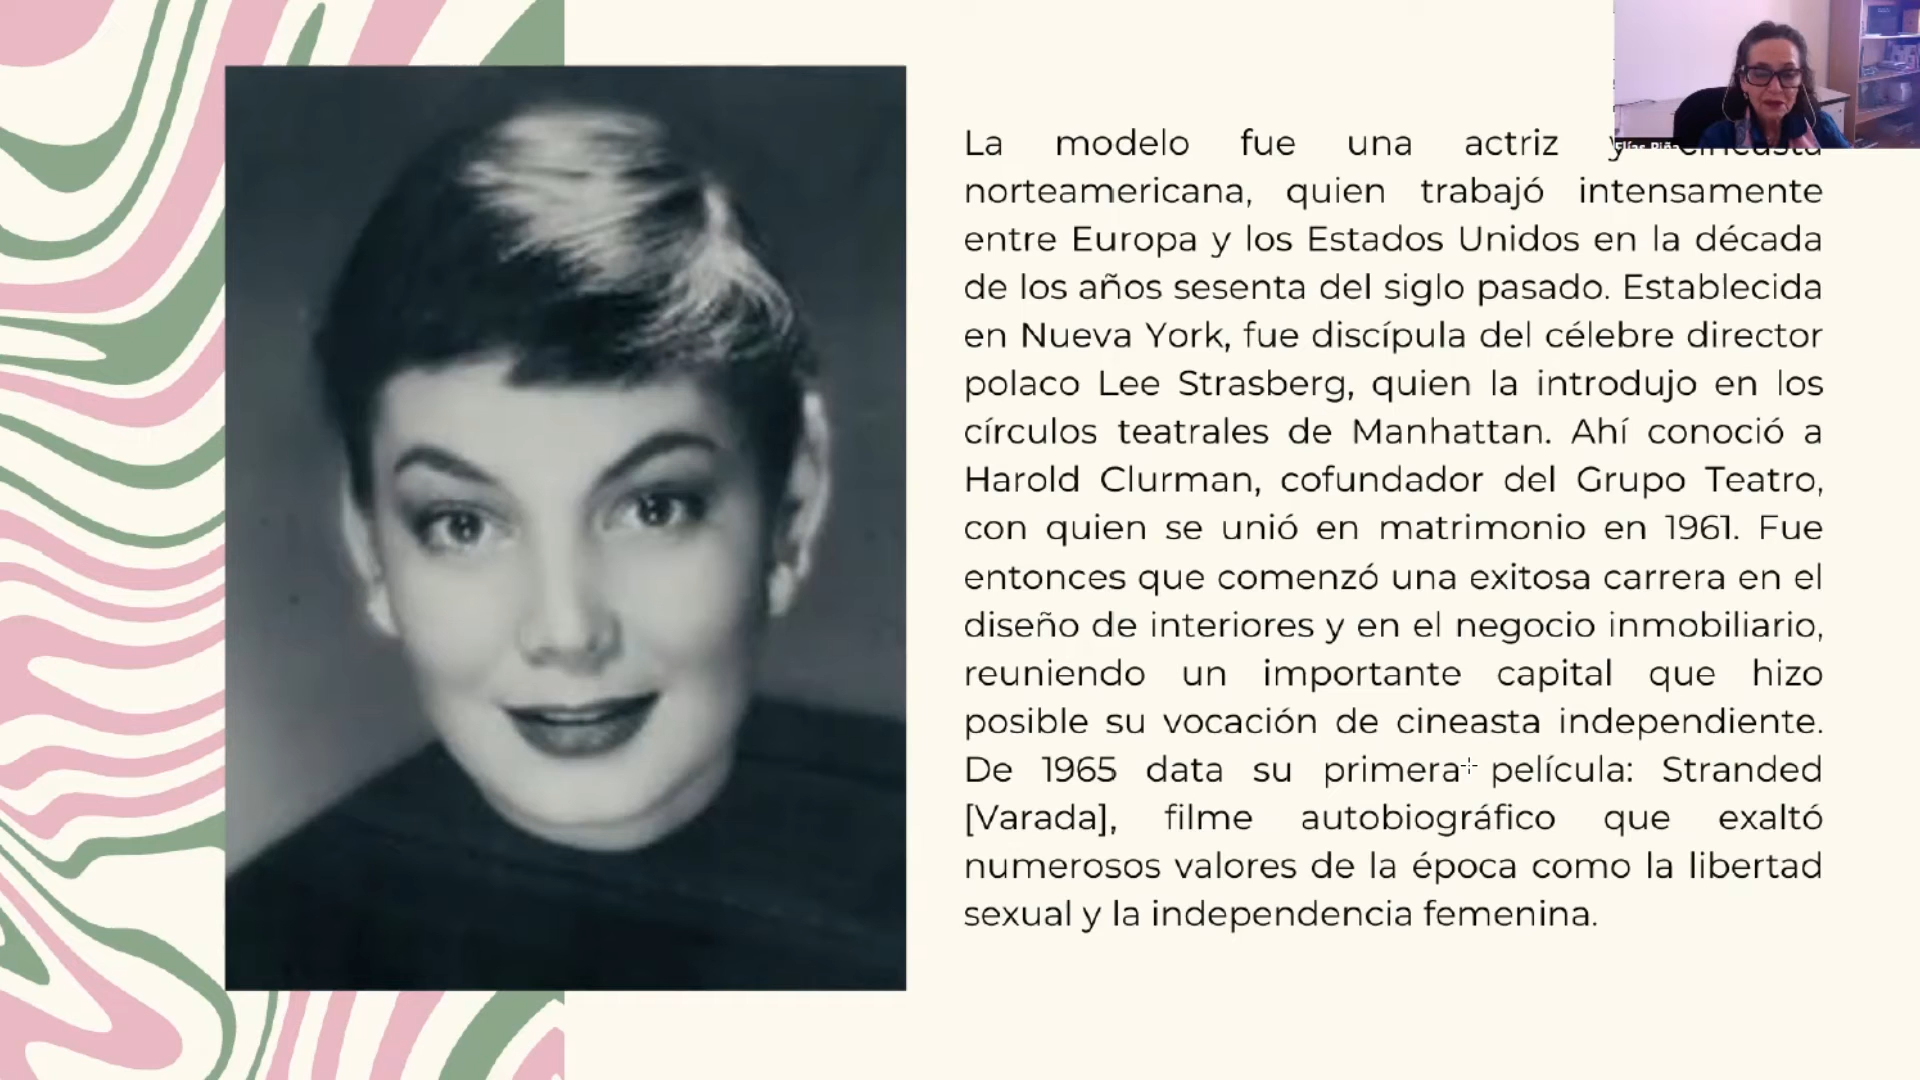 La modelo fue una actriz y cineasta
norteamericana, quien trabajó intensamente
entre Europa y los Estados Unidos en la década
de los años sesenta del siglo pasado. Establecida
en Nueva York, fue discípula del célebre director
polaco Lee Strasberg, quien la introdujo en los
círculos teatrales de Manhattan. Ahí conoció a
Harold Clurman, cofundador del Grupo Teatro,
con quien se unió en matrimonio en 1961. Fue
entonces que comenzó una exitosa carrera en el
diseño de interiores y en el negocio inmobiliario,
reuniendo un importante capital que hizo
posible su vocación de cineasta independiente.
De 1965 data su primera película: Stranded
[Varada], filme autobiográfico que exaltó
numerosos valores de la época como la libertad
sexual y la independencia femenina.